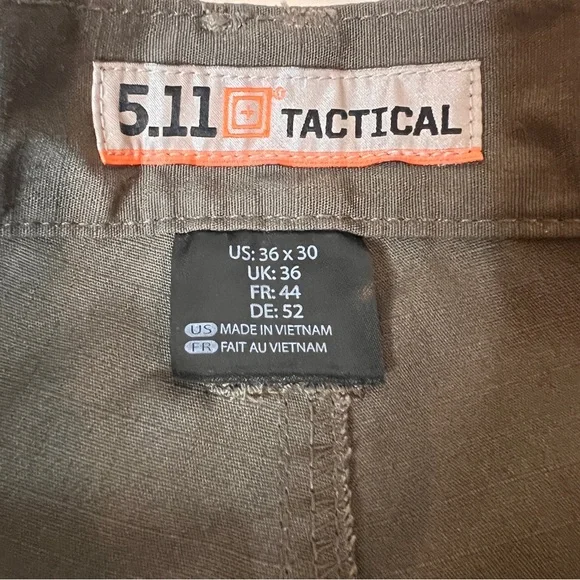 5.11 TACTICAL
US: 36 x 30
UK: 36
FR: 44
DE: 52
US MADE IN VIETNAM
FR FAIT AU VIETNAM